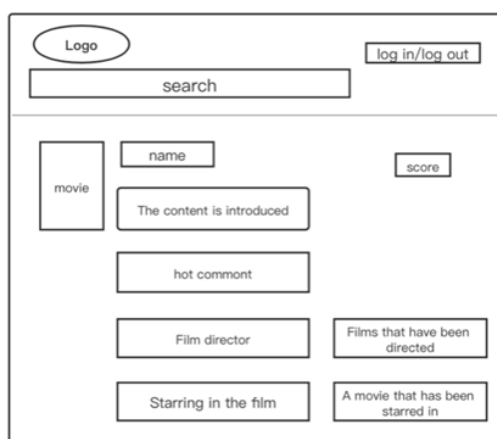 Logo
log in/log out
search
name
score
movie
The content is introduced
hot commont
Film director
Films that have been
directed
Starring in the film
A movie that has been
starred in